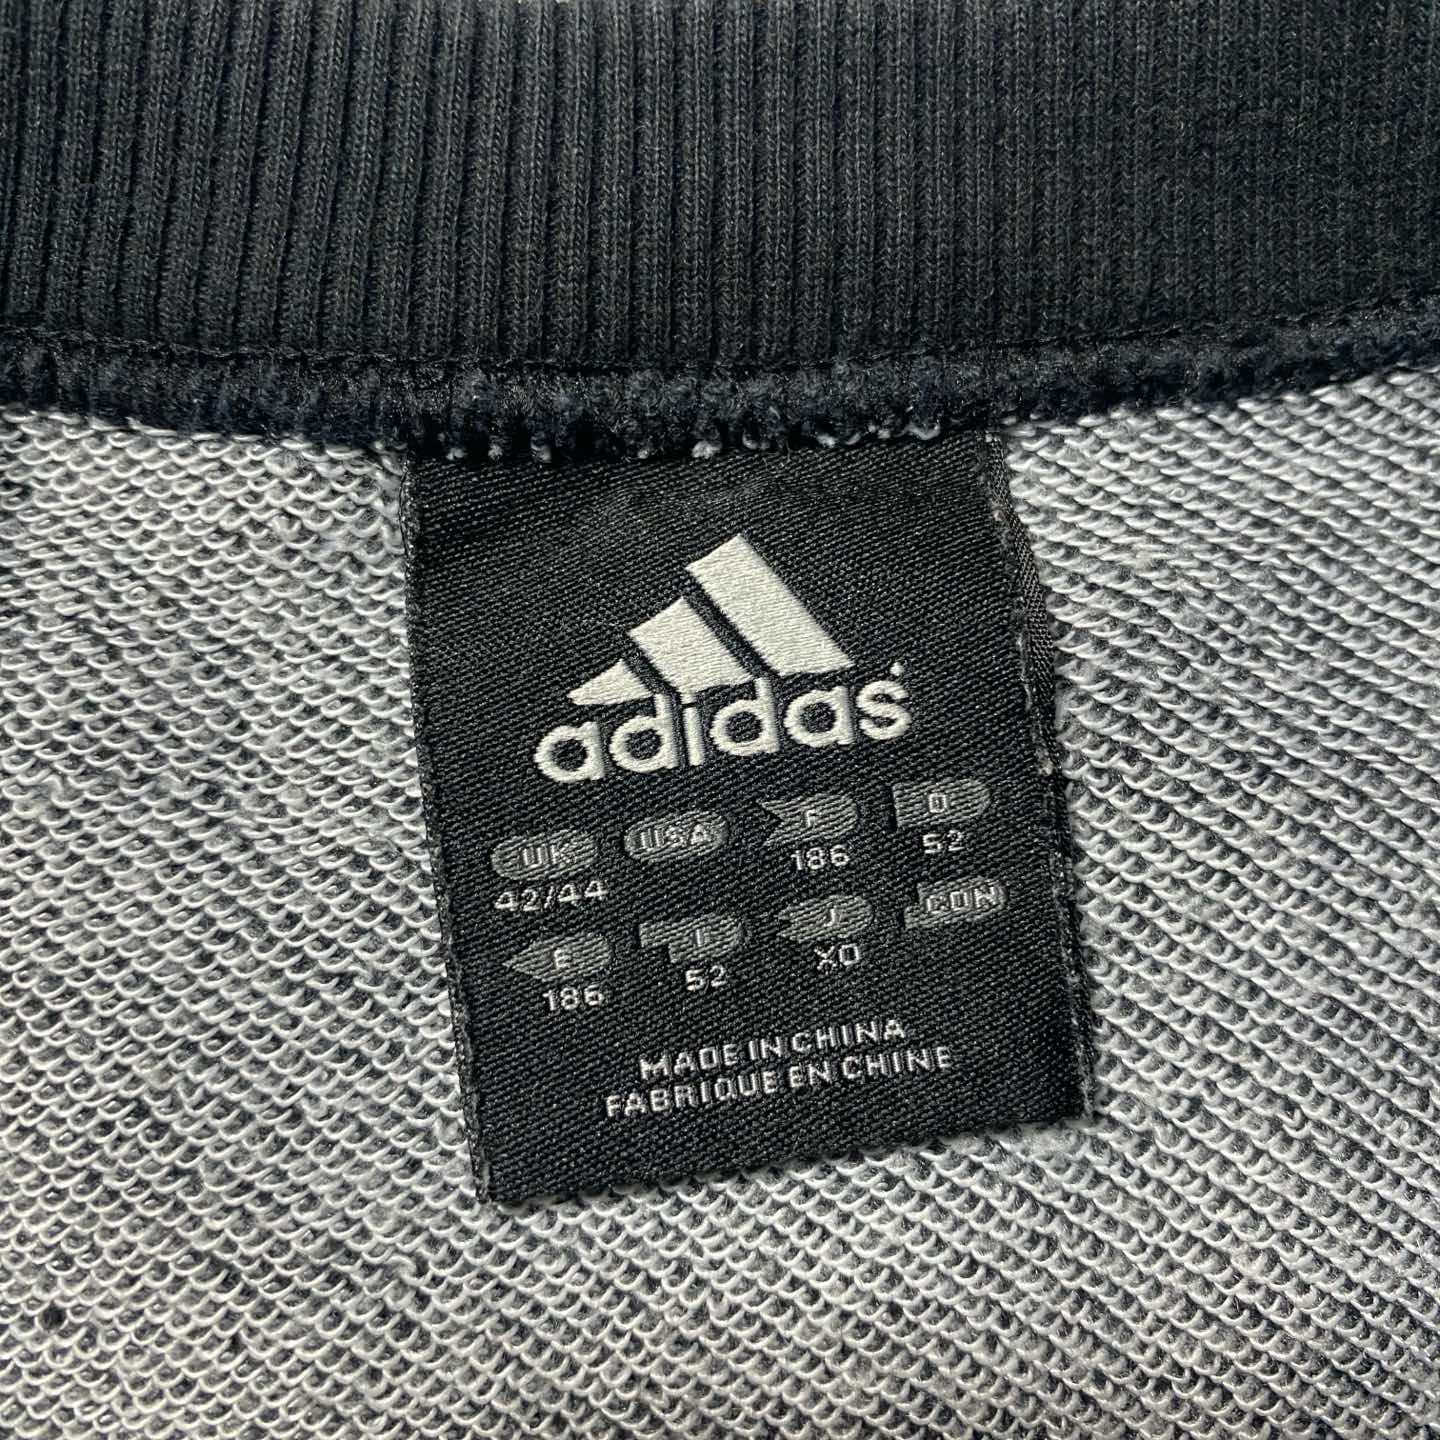 adidas
UK USA F D
42/44 186 52
E I J CDN
186 52 XO
MADE IN CHINA
FABRIQUE EN CHINE